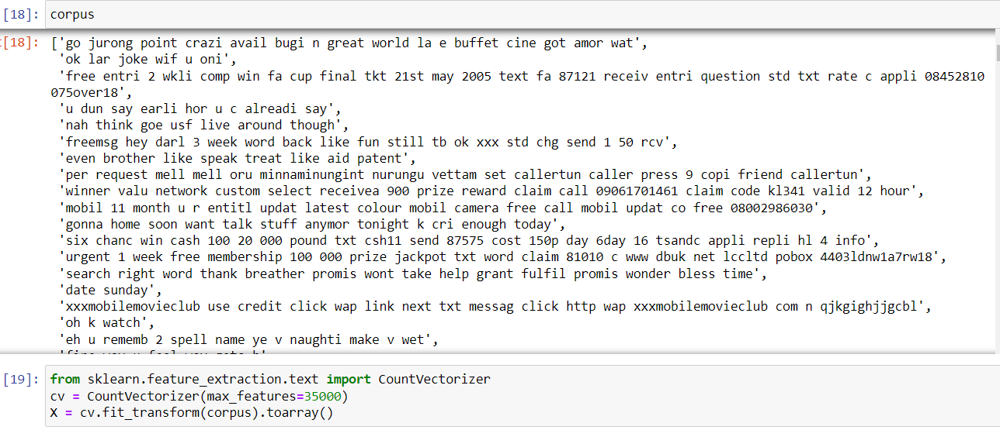 [18]: corpus
t[18]: ['go jurong point crazi avail bugi n great world la e buffet cine got amor wat',
'ok lar joke wif u oni',
'free entri 2 wkli comp win fa cup final tkt 21st may 2005 text fa 87121 receiv entri question std txt rate c appli 08452810
075over18',
'u dun say earli hor u c alreadi say',
'nah think goe usf live around though',
'freemsg hey darl 3 week word back like fun still tb ok xxx std chg send 1 50 rcv',
'even brother like speak treat like aid patent',
'per request mell mell oru minnaminungint nurungu vettam set callertun caller press 9 copi friend callertun',
'winner valu network custom select receivea 900 prize reward claim call 09061701461 claim code kl341 valid 12 hour',
'mobil 11 month u r entitl updat latest colour mobil camera free call mobil updat co free 08002986030',
'gonna home soon want talk stuff anymor tonight k cri enough today',
'six chanc win cash 100 20 000 pound txt csh11 send 87575 cost 150p day 6day 16 tsandc appli repli hl 4 info',
'urgent 1 week free membership 100 000 prize jackpot txt word claim 81010 c www dbuk net lccltd pobox 4403ldnw1a7rw18',
'search right word thank breather promis wont take help grant fulfil promis wonder bless time',
'date sunday',
'xxxmobilemovieclub use credit click wap link next txt messag click http wap xxxmobilemovieclub com n qjkgighjjgcbl',
'oh k watch',
'eh u rememb 2 spell name ye v naughti make v wet',
[19]: from sklearn.feature_extraction.text import CountVectorizer
cv = CountVectorizer(max_features=35000)
X = cv.fit_transform(corpus).toarray()